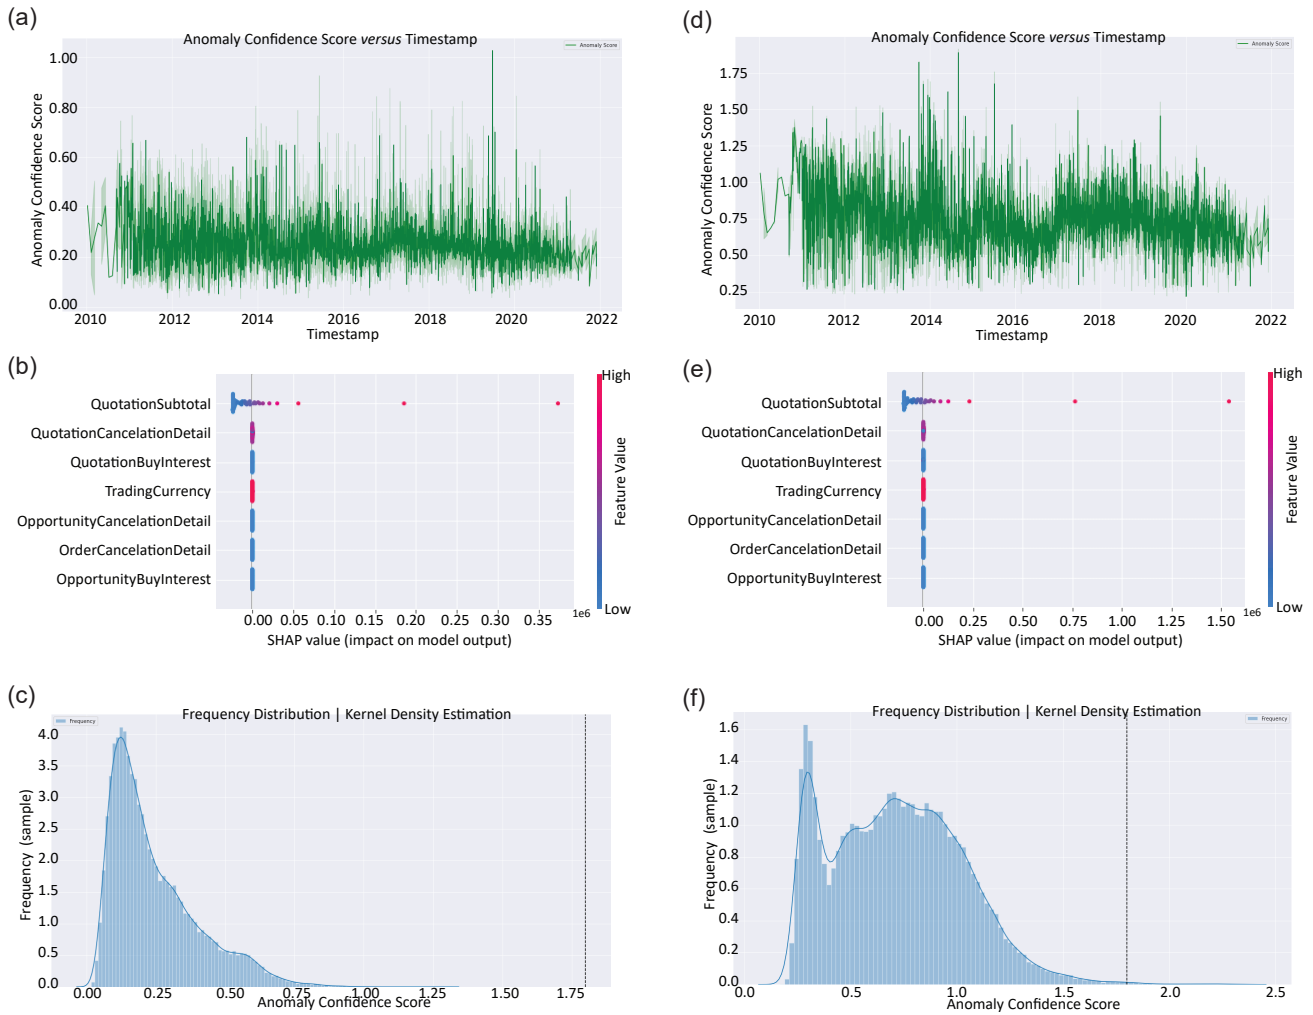 (a)
Anomaly Confidence Score versus Timestamp
Anomaly Score
Anomaly Confidence Score
1.00
0.80
0.60
0.40
0.20
0.00
2010 2012 2014 2016 2018 2020 2022
Timestamp
(d)
Anomaly Confidence Score versus Timestamp
Anomaly Score
Anomaly Confidence Score
1.75
1.50
1.25
1.00
0.75
0.50
0.25
2010 2012 2014 2016 2018 2020 2022
Timestamp
(b)
High
QuotationSubtotal
QuotationCancelationDetail
QuotationBuyInterest
TradingCurrency
OpportunityCancelationDetail
OrderCancelationDetail
OpportunityBuyInterest
Feature Value
Low
1e6
0.00 0.05 0.10 0.15 0.20 0.25 0.30 0.35
SHAP value (impact on model output)
(e)
High
QuotationSubtotal
QuotationCancelationDetail
QuotationBuyInterest
TradingCurrency
OpportunityCancelationDetail
OrderCancelationDetail
OpportunityBuyInterest
Feature Value
Low
1e6
0.00 0.25 0.50 0.75 1.00 1.25 1.50
SHAP value (impact on model output)
(c)
Frequency Distribution | Kernel Density Estimation
Frequency
Frequency (sample)
4.0
3.5
3.0
2.5
2.0
1.5
1.0
0.5
0.0
0.00 0.25 0.50 0.75 1.00 1.25 1.50 1.75
Anomaly Confidence Score
(f)
Frequency Distribution | Kernel Density Estimation
Frequency
Frequency (sample)
1.6
1.4
1.2
1.0
0.8
0.6
0.4
0.2
0.0
0.0 0.5 1.0 1.5 2.0 2.5
Anomaly Confidence Score